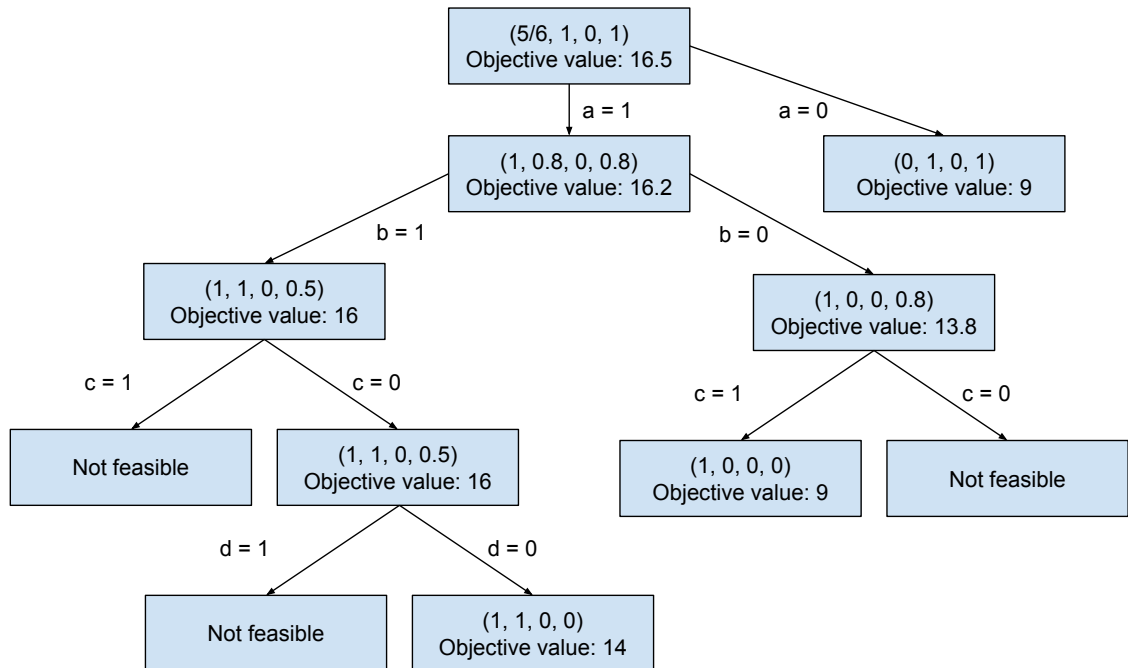 (5/6, 1, 0, 1)
Objective value: 16.5
a = 1
a = 0
(1, 0.8, 0, 0.8)
Objective value: 16.2
(0, 1, 0, 1)
Objective value: 9
b = 1
b = 0
(1, 1, 0, 0.5)
Objective value: 16
(1, 0, 0, 0.8)
Objective value: 13.8
c = 1
c = 0
c = 1
c = 0
Not feasible
(1, 1, 0, 0.5)
Objective value: 16
(1, 0, 0, 0)
Objective value: 9
Not feasible
d = 1
d = 0
Not feasible
(1, 1, 0, 0)
Objective value: 14